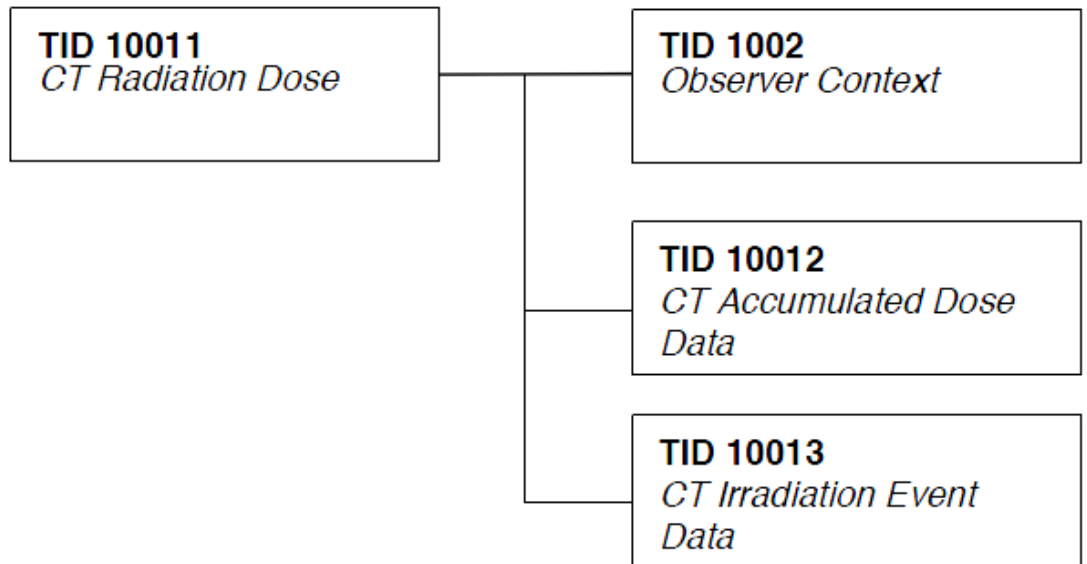 TID 10011
CT Radiation Dose
TID 1002
Observer Context
TID 10012
CT Accumulated Dose
Data
TID 10013
CT Irradiation Event
Data